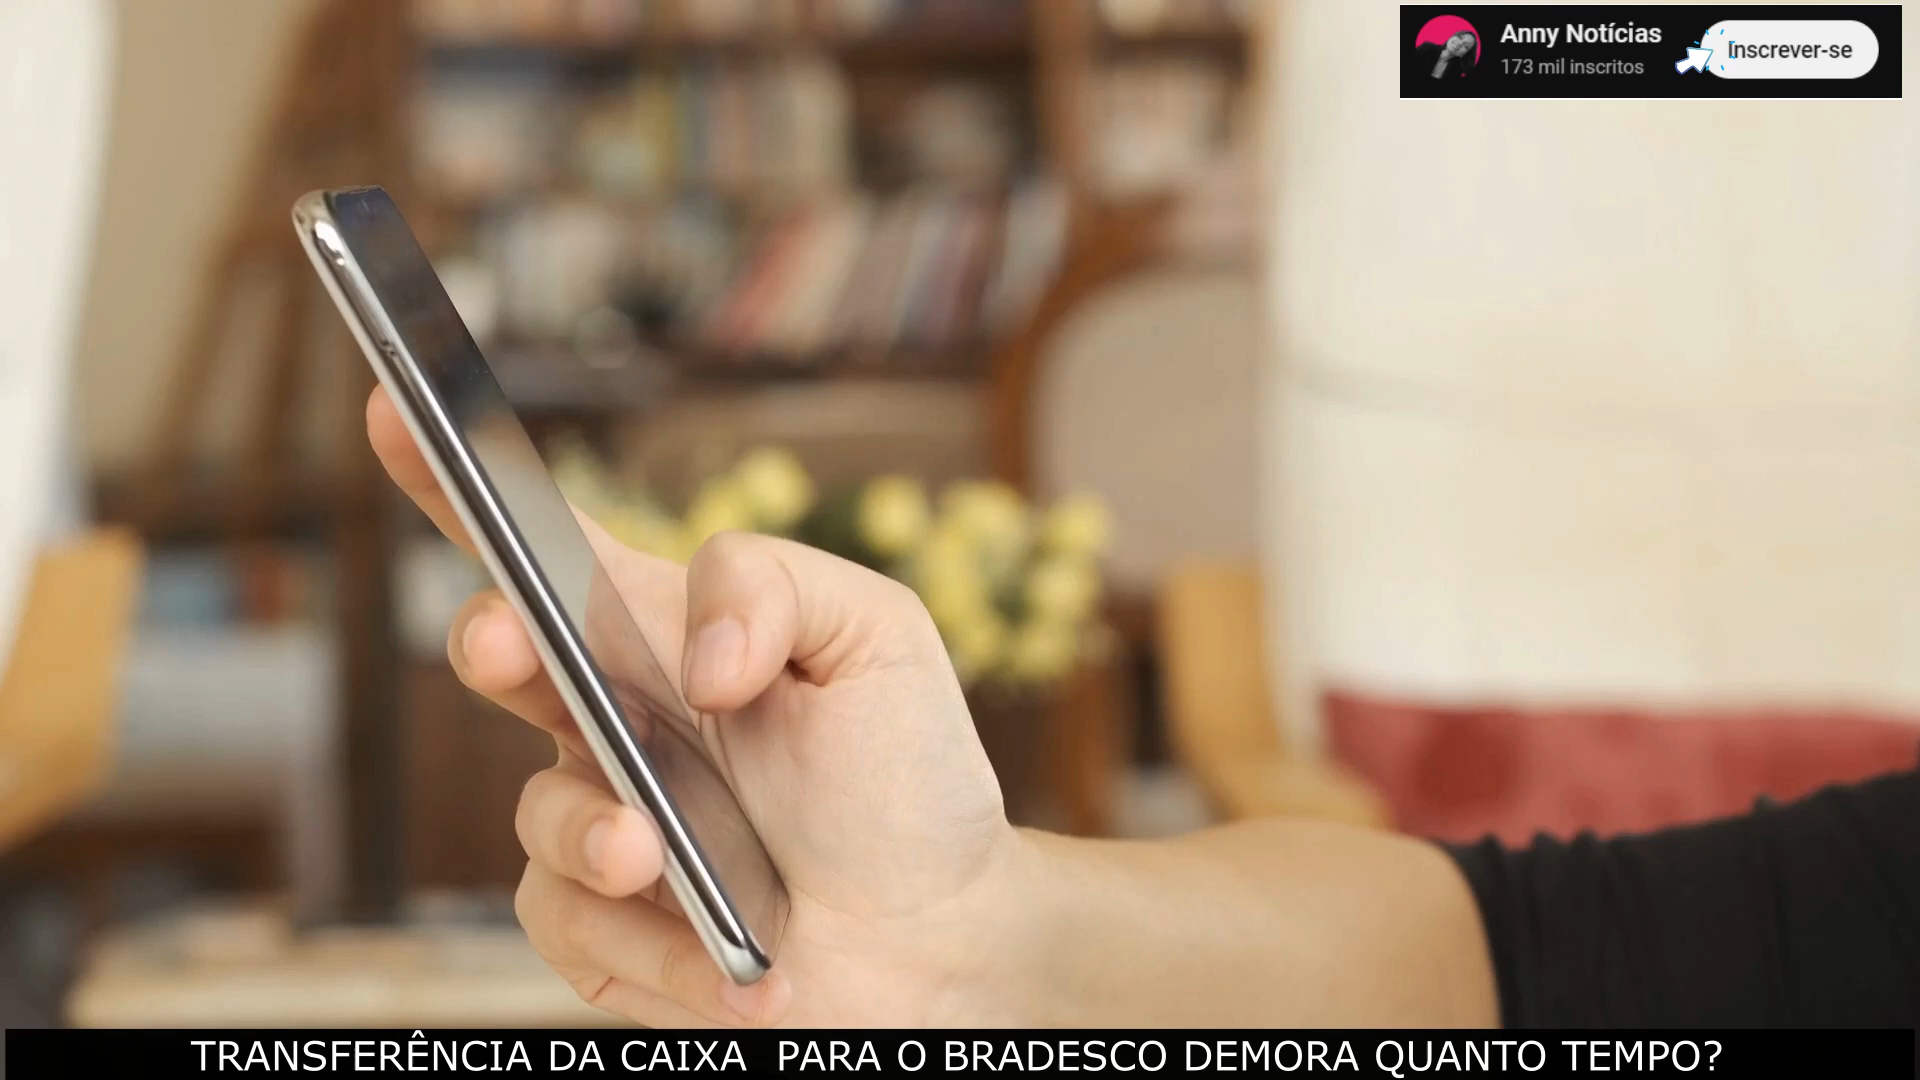 Anny Notícias
173 mil inscritos
Inscrever-se
TRANSFERÊNCIA DA CAIXA  PARA O BRADESCO DEMORA QUANTO TEMPO?